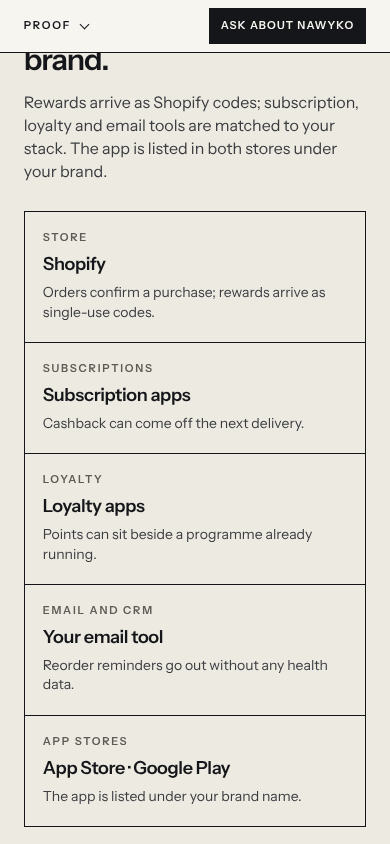 PROOF
ASK ABOUT NAWYKO
brand.
Rewards arrive as Shopify codes; subscription,
loyalty and email tools are matched to your
stack. The app is listed in both stores under
your brand.
STORE
Shopify
Orders confirm a purchase; rewards arrive as
single-use codes.
SUBSCRIPTIONS
Subscription apps
Cashback can come off the next delivery.
LOYALTY
Loyalty apps
Points can sit beside a programme already
running.
EMAIL AND CRM
Your email tool
Reorder reminders go out without any health
data.
APP STORES
App Store · Google Play
The app is listed under your brand name.